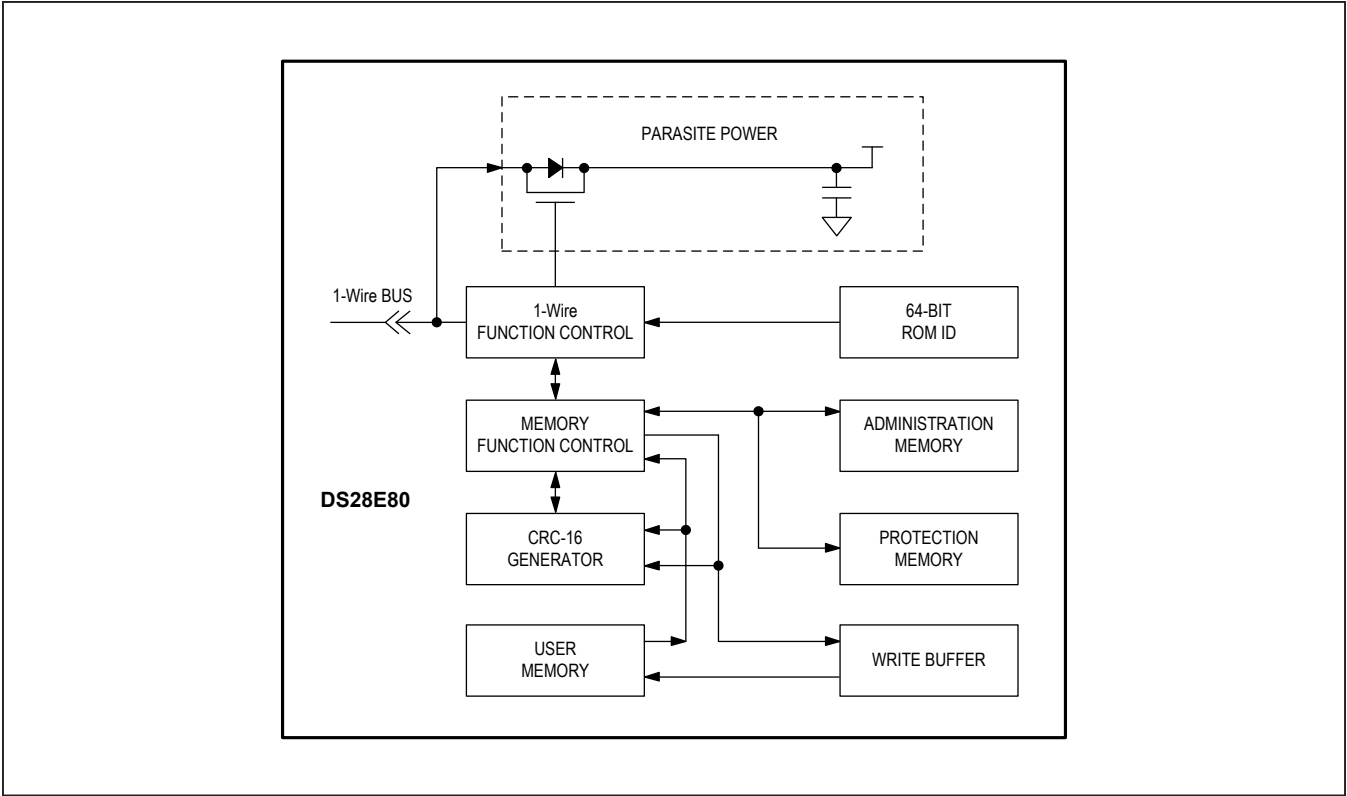 PARASITE POWER
1-Wire BUS
1-Wire
FUNCTION CONTROL
64-BIT
ROM ID
MEMORY
FUNCTION CONTROL
ADMINISTRATION
MEMORY
DS28E80
CRC-16
GENERATOR
PROTECTION
MEMORY
USER
MEMORY
WRITE BUFFER